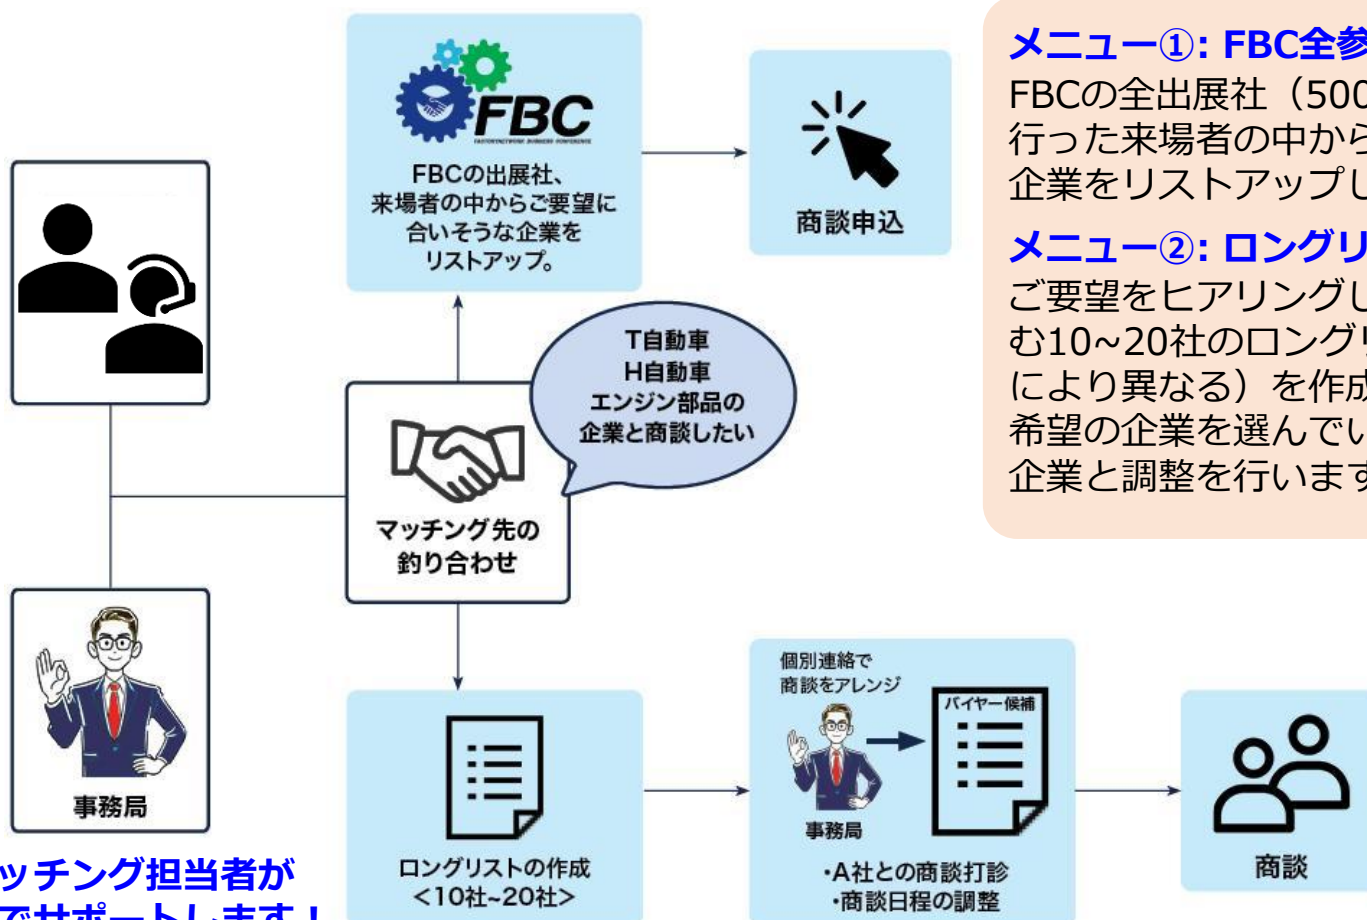 FBC
FACTORY NETWORK BUSINESS CONFERENCE
FBCの出展社、
来場者の中からご要望に
合いそうな企業を
リストアップ。
商談申込
メニュー①: FBC全参
FBCの全出展社（500
行った来場者の中から
企業をリストアップし
メニュー②: ロングリ
ご要望をヒアリングし
む10~20社のロングリ
により異なる）を作成
希望の企業を選んでい
企業と調整を行います
T自動車
H自動車
エンジン部品の
企業と商談したい
マッチング先の
釣り合わせ
事務局
ッチング担当者が
でサポートします！
ロングリストの作成
<10社~20社>
個別連絡で
商談をアレンジ
バイヤー候補
事務局
・A社との商談打診
・商談日程の調整
商談